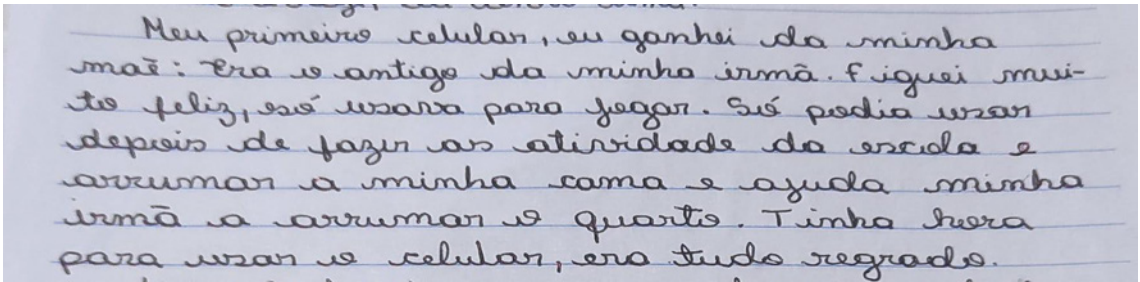 Meu primeiro celular, eu ganhei da minha
maẽ: Era o antigo da minha irmã. Fiquei mui-
to feliz, só usava para jogar. Só podia usar
depois de fazer as atividade da escola e
arrumar a minha cama e ajuda minha
irmã a arrumar o quarto. Tinha hora
para usar o celular, era tudo regrado.